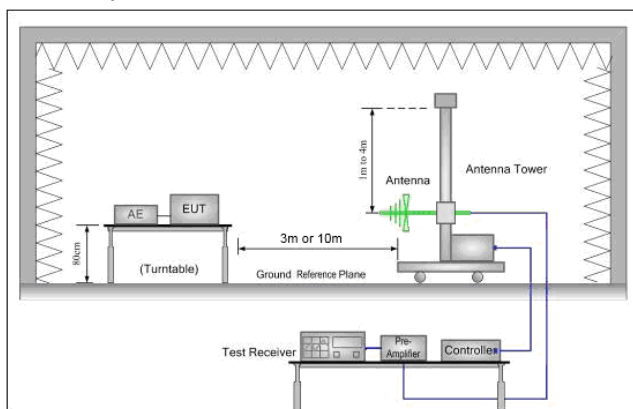 1m to 4m
Antenna
Antenna Tower
AE
EUT
80cm
3m or 10m
(Turntable)
Ground Reference Plane
Test Receiver
Pre-
Amplifier
Controller